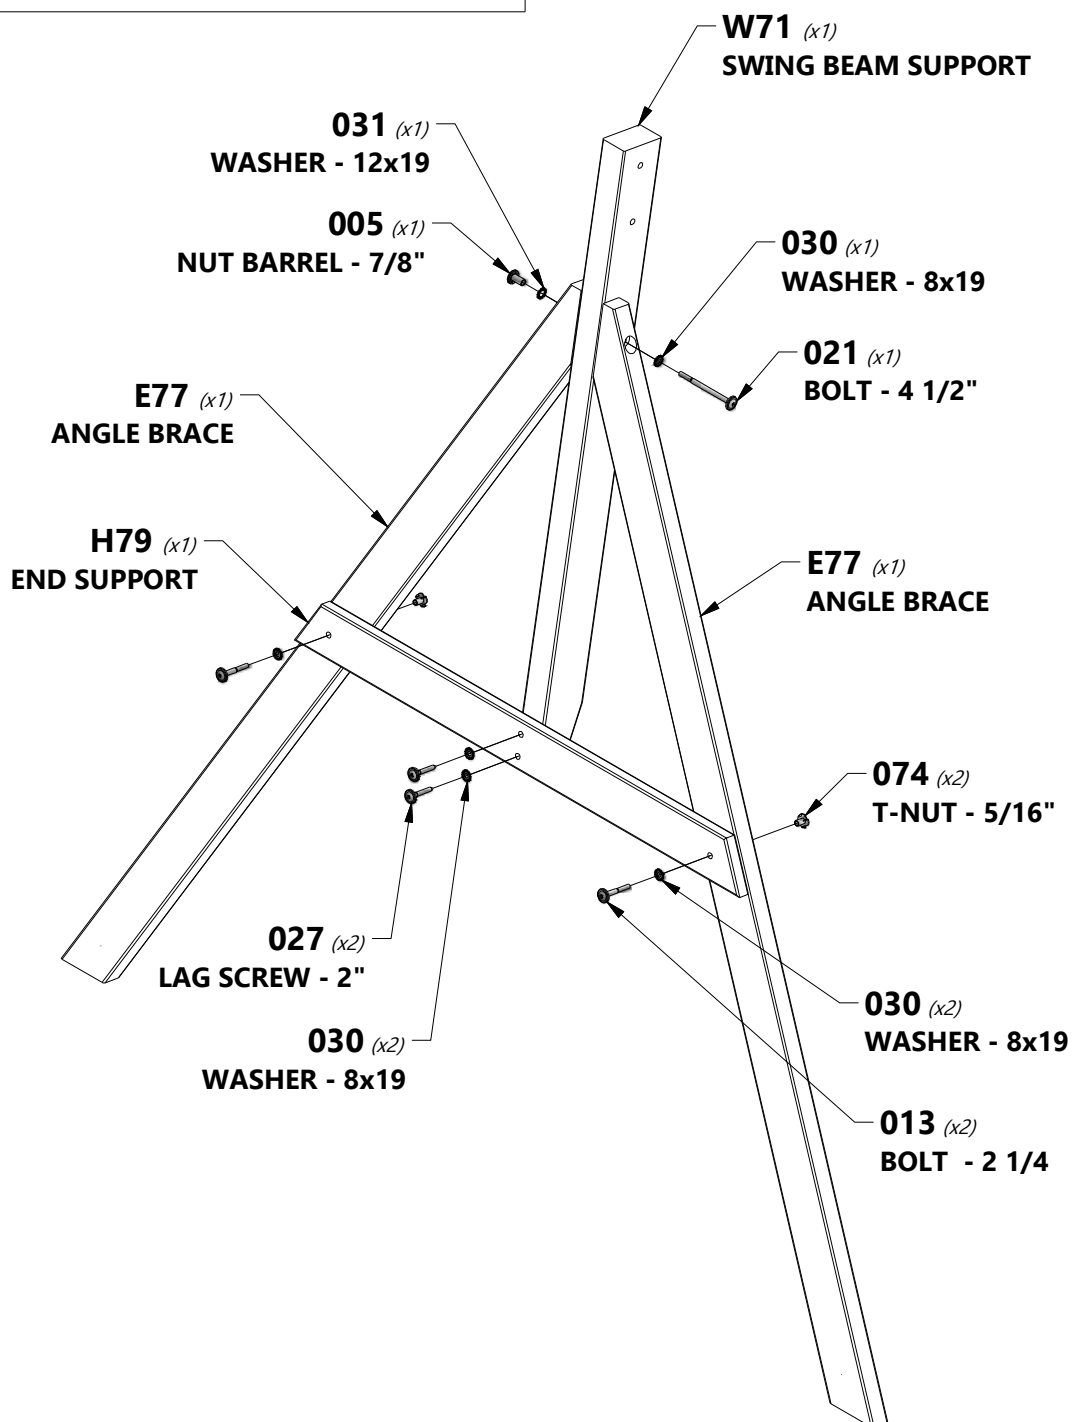 W71 (x1)
SWING BEAM SUPPORT
031 (x1)
WASHER - 12x19
005 (x1)
NUT BARREL - 7/8"
030 (x1)
WASHER - 8x19
021 (x1)
BOLT - 4 1/2"
E77 (x1)
ANGLE BRACE
H79 (x1)
END SUPPORT
E77 (x1)
ANGLE BRACE
074 (x2)
T-NUT - 5/16"
027 (x2)
LAG SCREW - 2"
030 (x2)
WASHER - 8x19
030 (x2)
WASHER - 8x19
013 (x2)
BOLT - 2 1/4